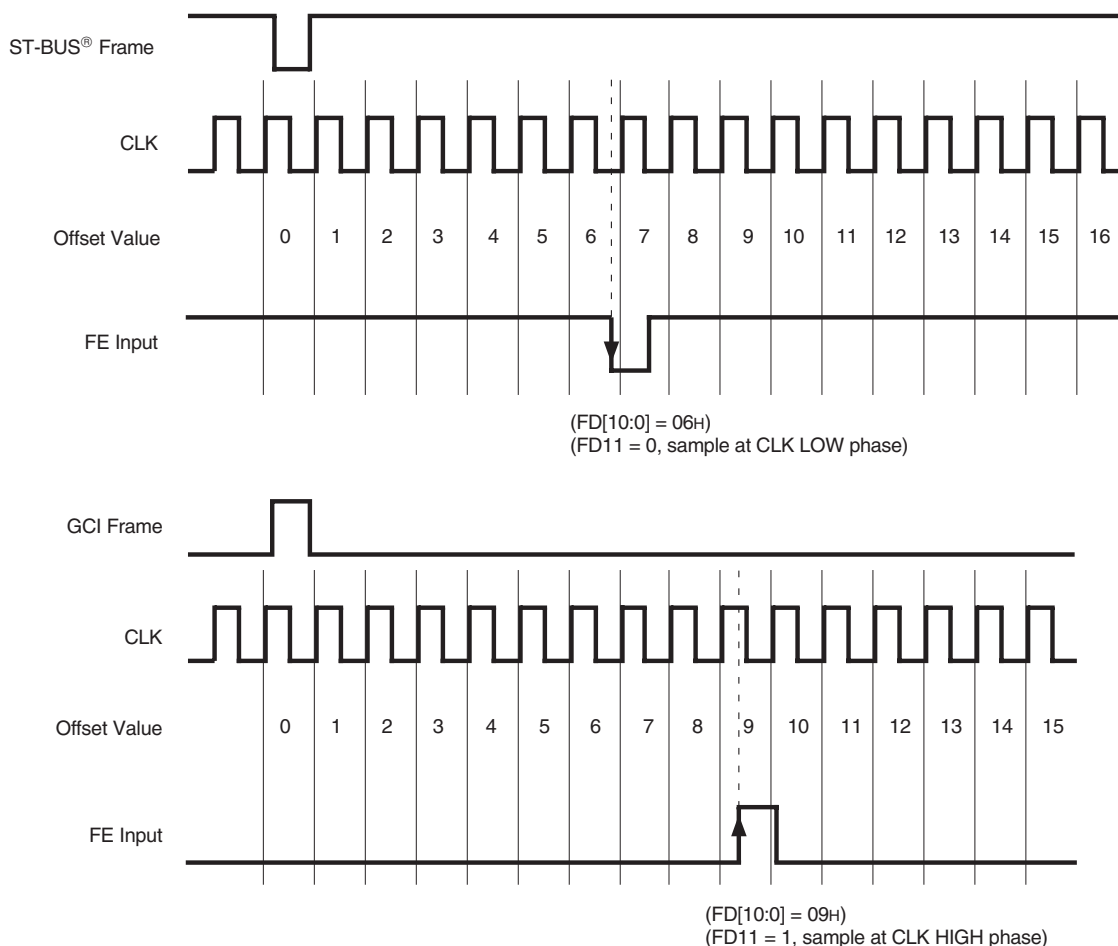 ST-BUS® Frame
CLK
Offset Value 0 1 2 3 4 5 6 7 8 9 10 11 12 13 14 15 16
FE Input
(FD[10:0] = 06H)
(FD11 = 0, sample at CLK LOW phase)
GCI Frame
CLK
Offset Value 0 1 2 3 4 5 6 7 8 9 10 11 12 13 14 15
FE Input
(FD[10:0] = 09H)
(FD11 = 1, sample at CLK HIGH phase)